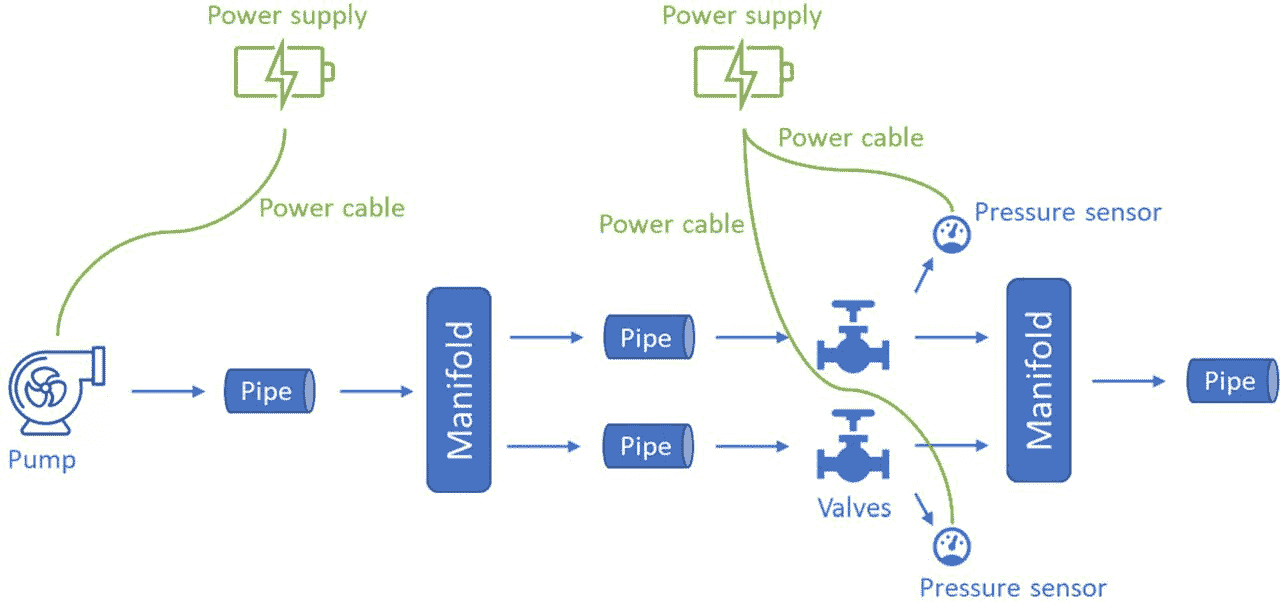 Power supply
Power supply
Power cable
Power cable
Pressure sensor
Power cable
Manifold
Pipe
Manifold
Pipe
Pipe
Pipe
Pipe
Pump
Valves
Pressure sensor